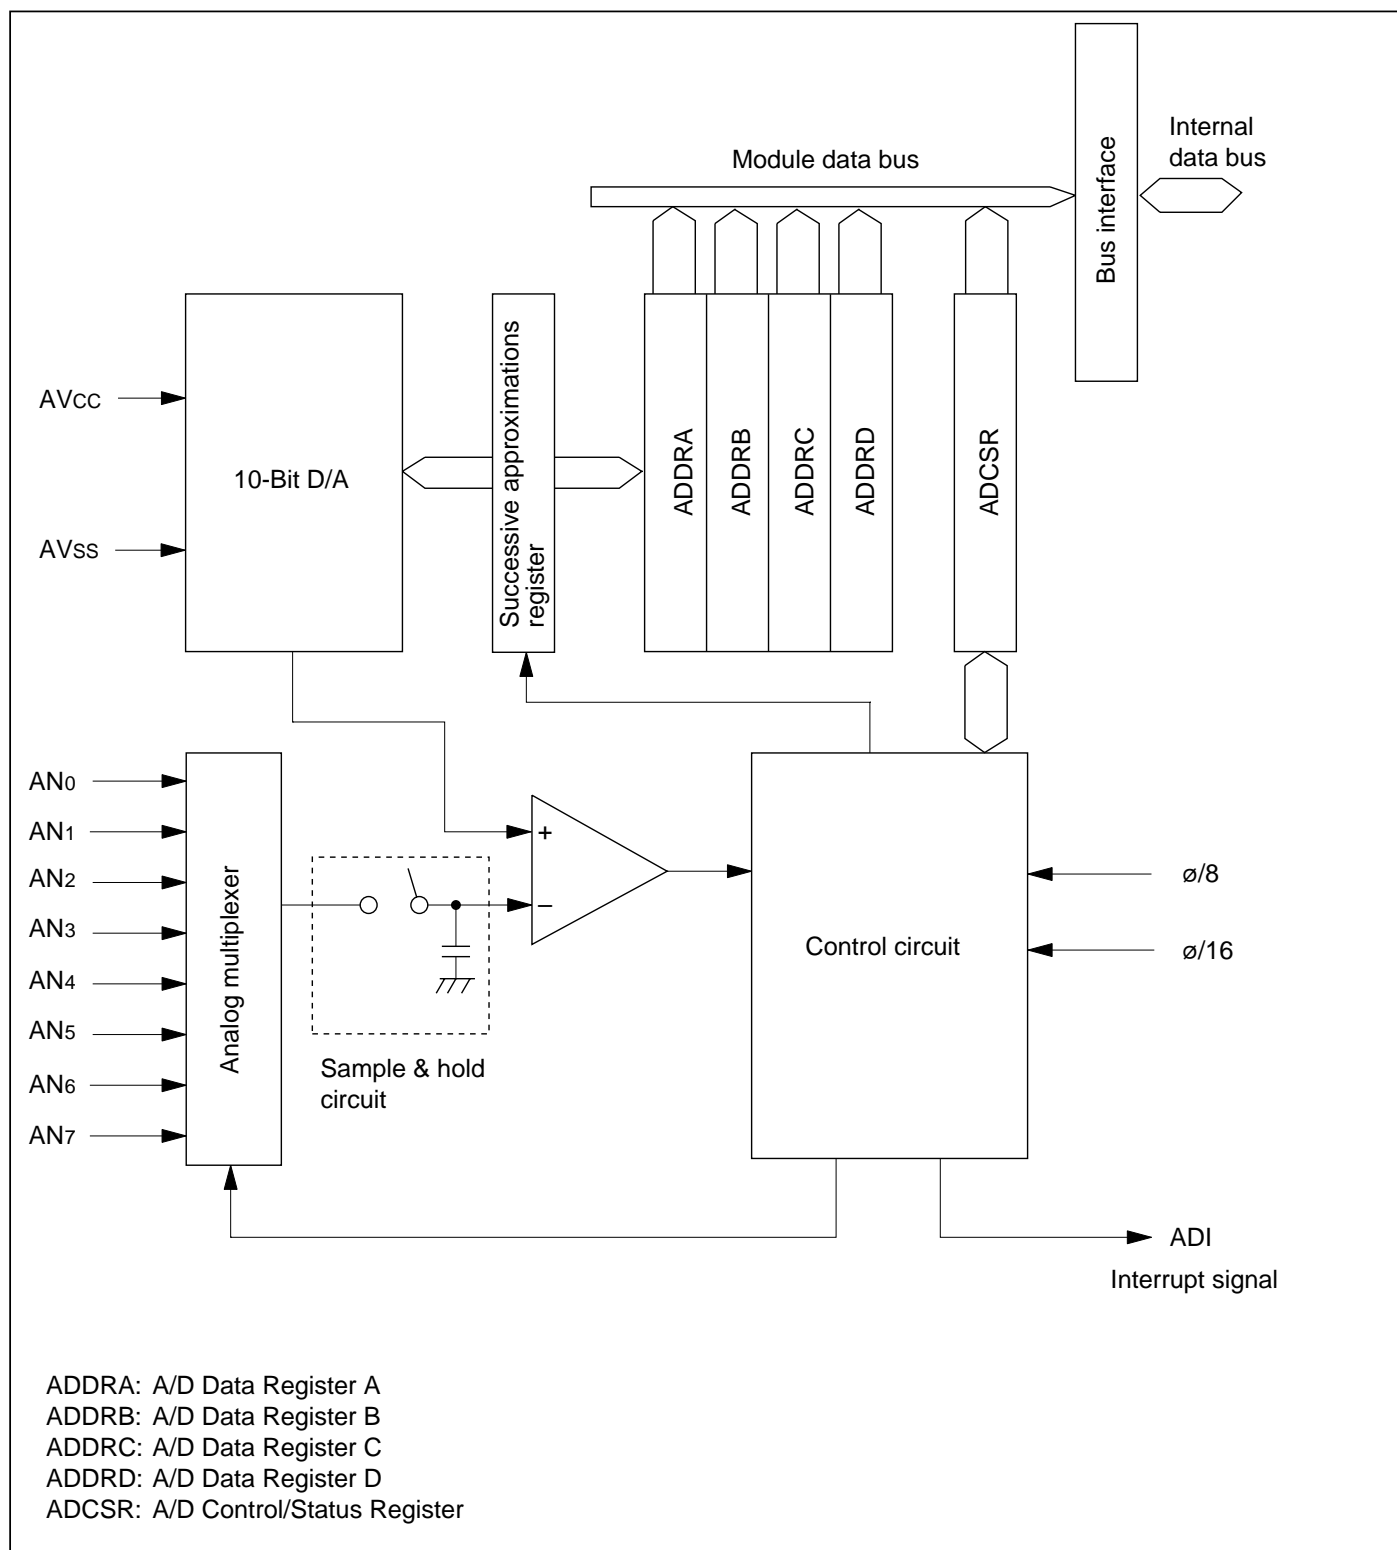 Internal
data bus
Module data bus
Bus interface
AVCC
AVSS
10-Bit D/A
Successive approximations
register
ADDRA
ADDRB
ADDRC
ADDRD
ADCSR
AN0
AN1
AN2
AN3
AN4
AN5
AN6
AN7
Analog multiplexer
+
−
Sample & hold
circuit
Control circuit
ø/8
ø/16
ADI
Interrupt signal
ADDRA: A/D Data Register A
ADDRB: A/D Data Register B
ADDRC: A/D Data Register C
ADDRD: A/D Data Register D
ADCSR: A/D Control/Status Register